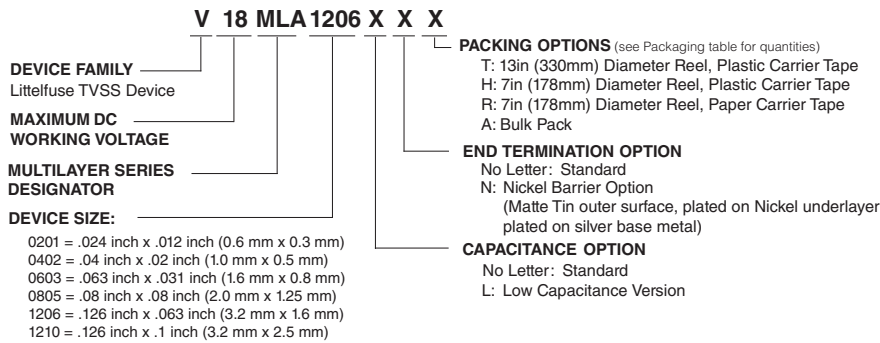 V 18 MLA 1206 X X X
DEVICE FAMILY
Littelfuse TVSS Device
MAXIMUM DC
WORKING VOLTAGE
MULTILAYER SERIES
DESIGNATOR
DEVICE SIZE:
0201 = .024 inch x .012 inch (0.6 mm x 0.3 mm)
0402 = .04 inch x .02 inch (1.0 mm x 0.5 mm)
0603 = .063 inch x .031 inch (1.6 mm x 0.8 mm)
0805 = .08 inch x .08 inch (2.0 mm x 1.25 mm)
1206 = .126 inch x .063 inch (3.2 mm x 1.6 mm)
1210 = .126 inch x .1 inch (3.2 mm x 2.5 mm)
PACKING OPTIONS (see Packaging table for quantities)
T: 13in (330mm) Diameter Reel, Plastic Carrier Tape
H: 7in (178mm) Diameter Reel, Plastic Carrier Tape
R: 7in (178mm) Diameter Reel, Paper Carrier Tape
A: Bulk Pack
END TERMINATION OPTION
No Letter: Standard
N: Nickel Barrier Option
(Matte Tin outer surface, plated on Nickel underlayer
plated on silver base metal)
CAPACITANCE OPTION
No Letter: Standard
L: Low Capacitance Version